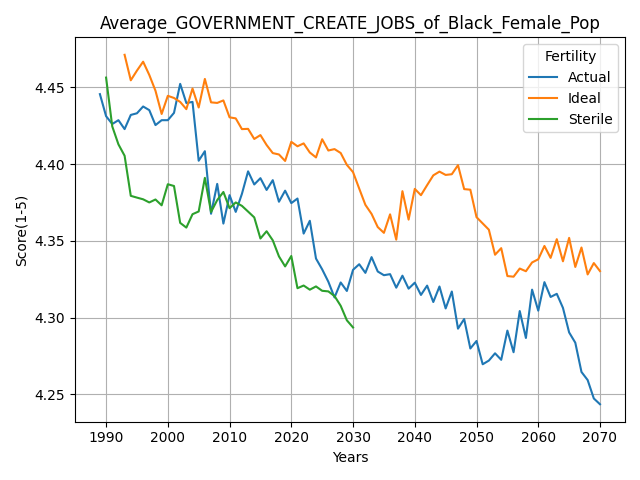 Average_GOVERNMENT_CREATE_JOBS_of_Black_Female_Pop
Fertility
Actual
Ideal
Sterile
Score(1-5)
4.45
4.40
4.35
4.30
4.25
1990 2000 2010 2020 2030 2040 2050 2060 2070
Years